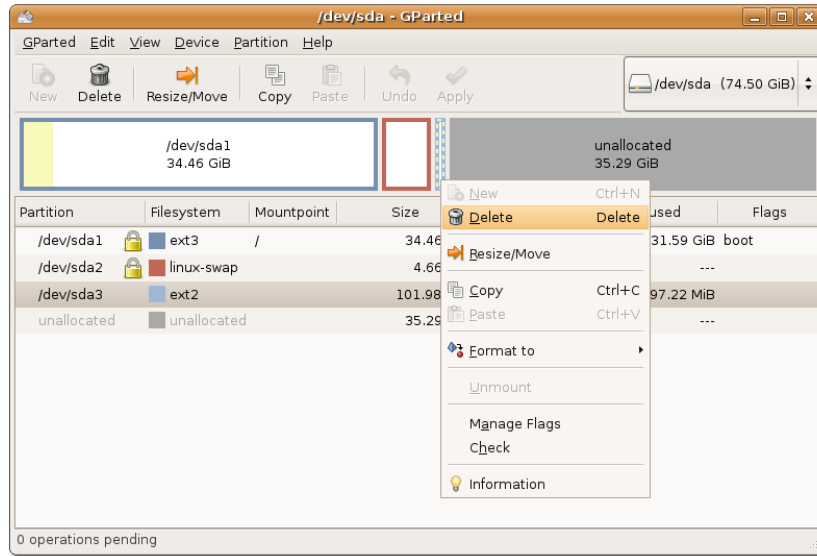 /dev/sda - GParted
GParted Edit View Device Partition Help
New Delete Resize/Move Copy Paste Undo Apply /dev/sda (74.50 GiB)
/dev/sda1
34.46 GiB
unallocated
35.29 GiB
Partition Filesystem Mountpoint Size used Flags
/dev/sda1 ext3 / 34.46 31.59 GiB boot
/dev/sda2 linux-swap 4.66 ---
/dev/sda3 ext2 101.98 97.22 MiB
unallocated unallocated 35.29 ---
New Ctrl+N
Delete Delete
Resize/Move
Copy Ctrl+C
Paste Ctrl+V
Format to
Unmount
Manage Flags
Check
Information
0 operations pending